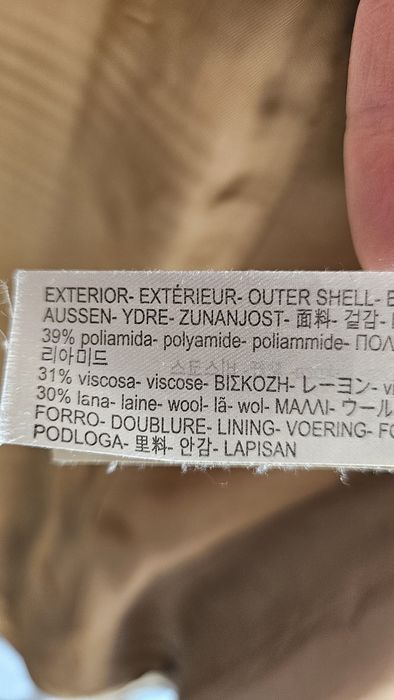 EXTERIOR- EXTÉRIEUR- OUTER SHELL-
AUSSEN- YDRE- ZUNANJOST- 面料- 겉감-
39% poliamida- polyamide- poliammide-
리아미드
31% viscosa- viscose- ΒΙΣΚΟΖΗ- レーヨン-
30% lana- laine- wool- lã- wol- ΜΑΛΛΙ- ウール
FORRO- DOUBLURE- LINING- VOERING-
PODLOGA- 里料- 안감- LAPISAN